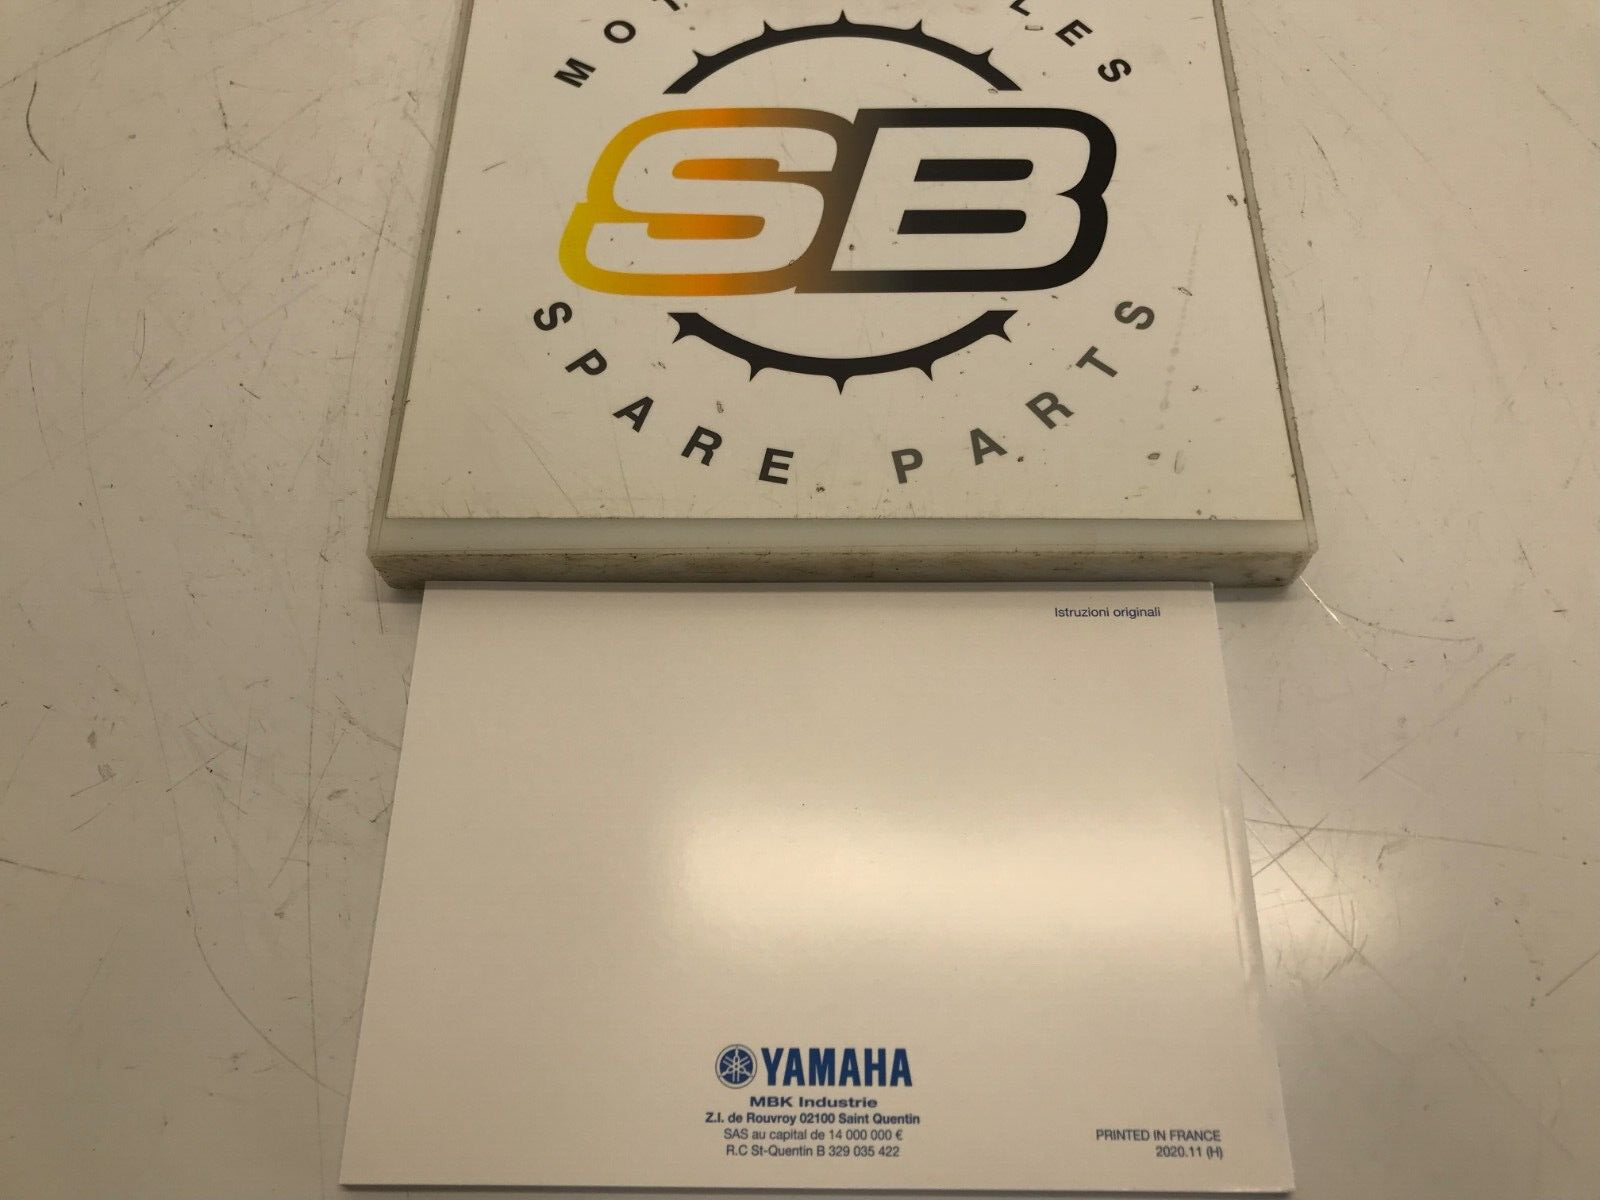 SB
SPARE PARTS
Istruzioni originali
YAMAHA
MBK Industrie
Z.I. de Rouvroy 02100 Saint Quentin
SAS au capital de 14 000 000 €
R.C St-Quentin B 329 035 422
PRINTED IN FRANCE
2020.11 (H)